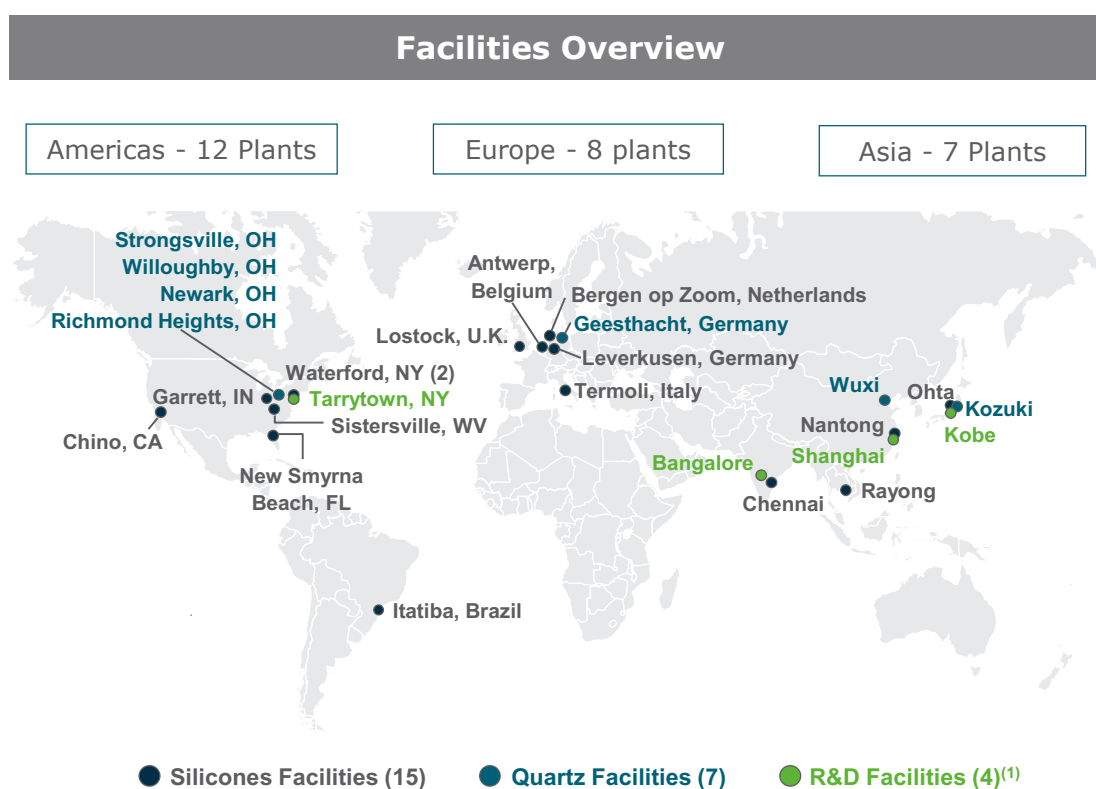 Facilities Overview
Americas - 12 Plants
Europe - 8 plants
Asia - 7 Plants
Strongsville, OH
Willoughby, OH
Newark, OH
Richmond Heights, OH
Antwerp,
Belgium
Bergen op Zoom, Netherlands
Geesthacht, Germany
Lostock, U.K.
Leverkusen, Germany
Waterford, NY (2)
Garrett, IN
Tarrytown, NY
Termoli, Italy
Sistersville, WV
Chino, CA
New Smyrna
Beach, FL
Wuxi
Ohta
Kozuki
Nantong
Kobe
Shanghai
Bangalore
Chennai
Rayong
Itatiba, Brazil
Silicones Facilities (15)
Quartz Facilities (7)
R&D Facilities (4)(1)